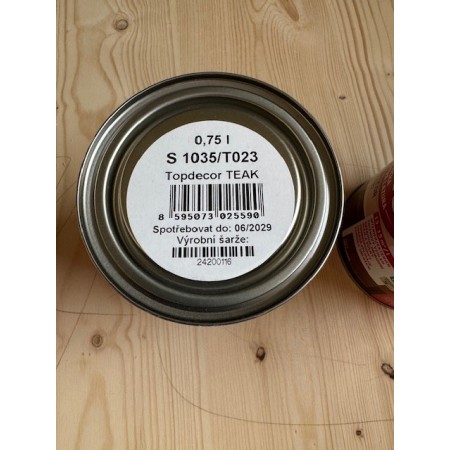 0,75 l
S 1035/T023
Topdecor TEAK
8 595073 025590
Spotřebovat do: 06/2029
Výrobní šarže:
24200116